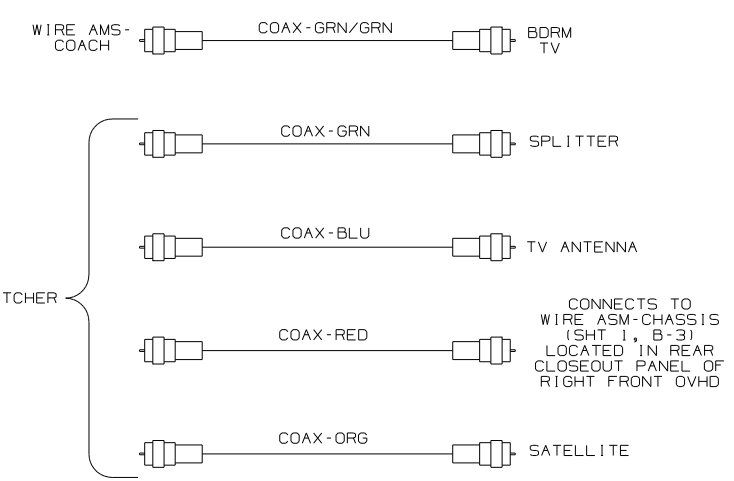 WIRE AMS-
COACH
COAX-GRN/GRN
BDRM
TV
COAX-GRN
SPLITTER
COAX-BLU
TV ANTENNA
TCHER
COAX-RED
CONNECTS TO
WIRE ASM-CHASSIS
(SHT 1, B-3)
LOCATED IN REAR
CLOSEOUT PANEL OF
RIGHT FRONT OVHD
COAX-ORG
SATELLITE